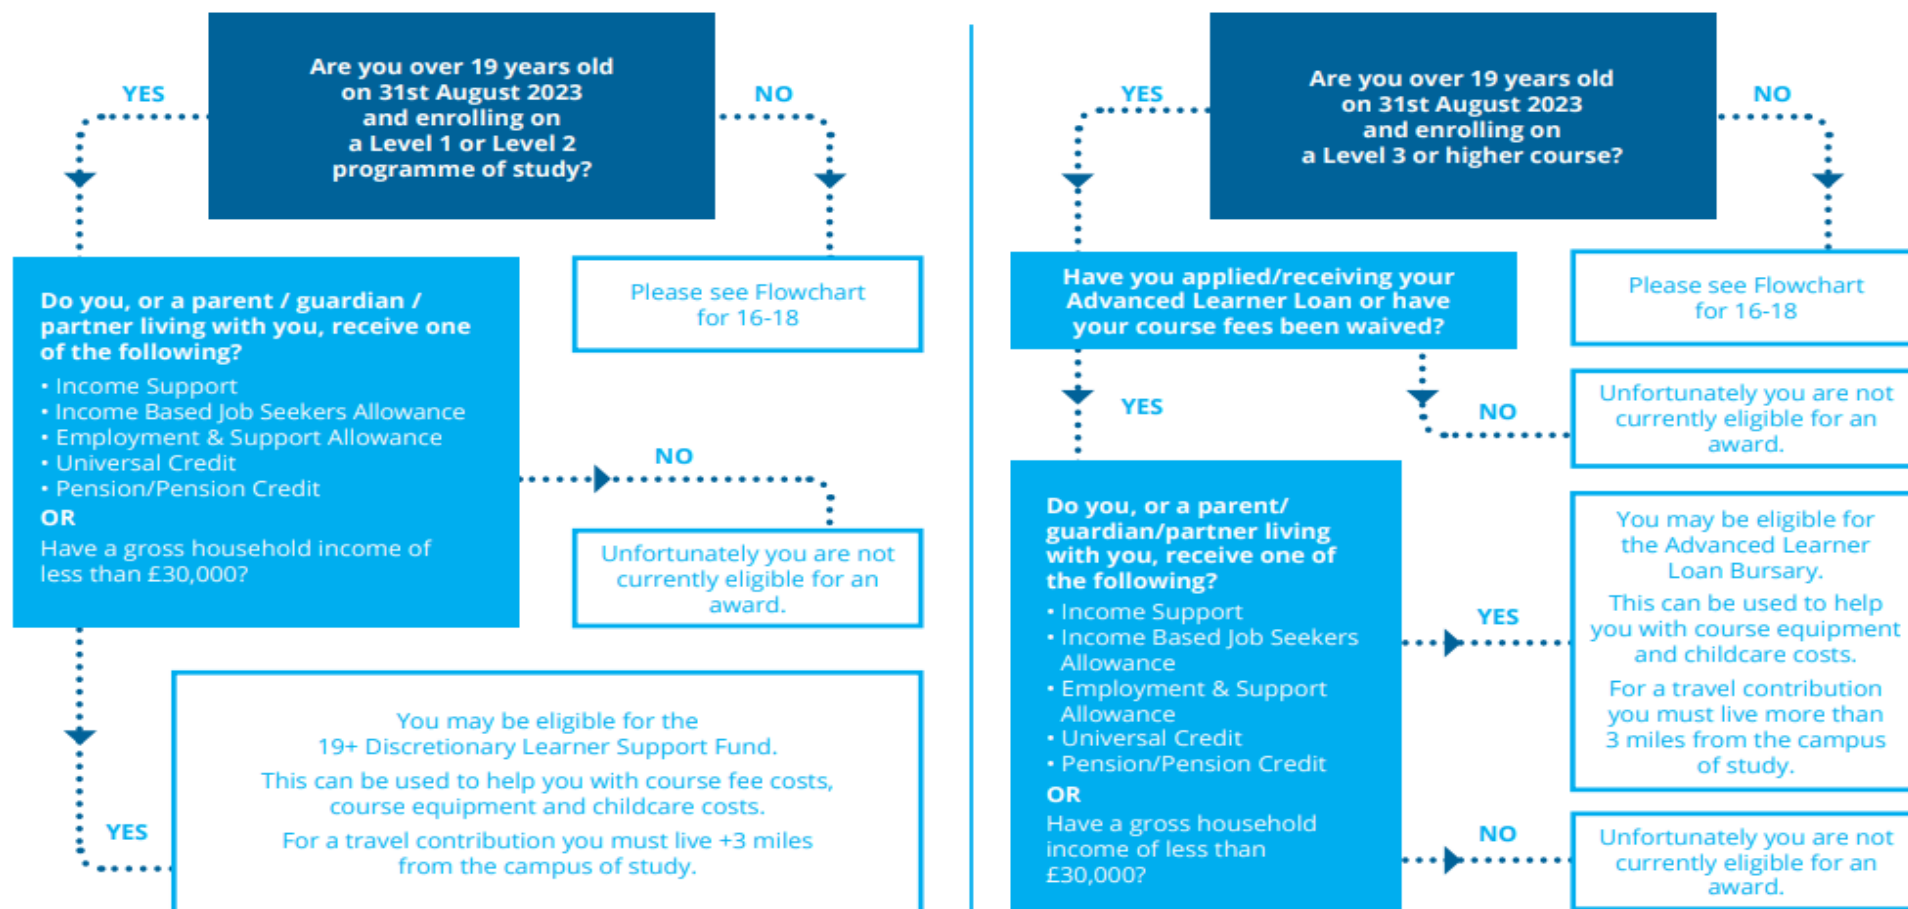 Are you over 19 years old
on 31st August 2023
and enrolling on
a Level 1 or Level 2
programme of study?
YES
NO
Do you, or a parent / guardian /
partner living with you, receive one
of the following?
• Income Support
• Income Based Job Seekers Allowance
• Employment & Support Allowance
• Universal Credit
• Pension/Pension Credit
OR
Have a gross household income of
less than £30,000?
Please see Flowchart
for 16-18
NO
Unfortunately you are not
currently eligible for an
award.
YES
You may be eligible for the
19+ Discretionary Learner Support Fund.
This can be used to help you with course fee costs,
course equipment and childcare costs.
For a travel contribution you must live +3 miles
from the campus of study.
Are you over 19 years old
on 31st August 2023
and enrolling on
a Level 3 or higher course?
YES
NO
Have you applied/receiving your
Advanced Learner Loan or have
your course fees been waived?
Please see Flowchart
for 16-18
YES
NO
Unfortunately you are not
currently eligible for an
award.
Do you, or a parent/
guardian/partner living
with you, receive one of
the following?
• Income Support
• Income Based Job Seekers
Allowance
• Employment & Support
Allowance
• Universal Credit
• Pension/Pension Credit
OR
Have a gross household
income of less than
£30,000?
YES
You may be eligible for
the Advanced Learner
Loan Bursary.
This can be used to help
you with course equipment
and childcare costs.
For a travel contribution
you must live more than
3 miles from the campus
of study.
NO
Unfortunately you are not
currently eligible for an
award.